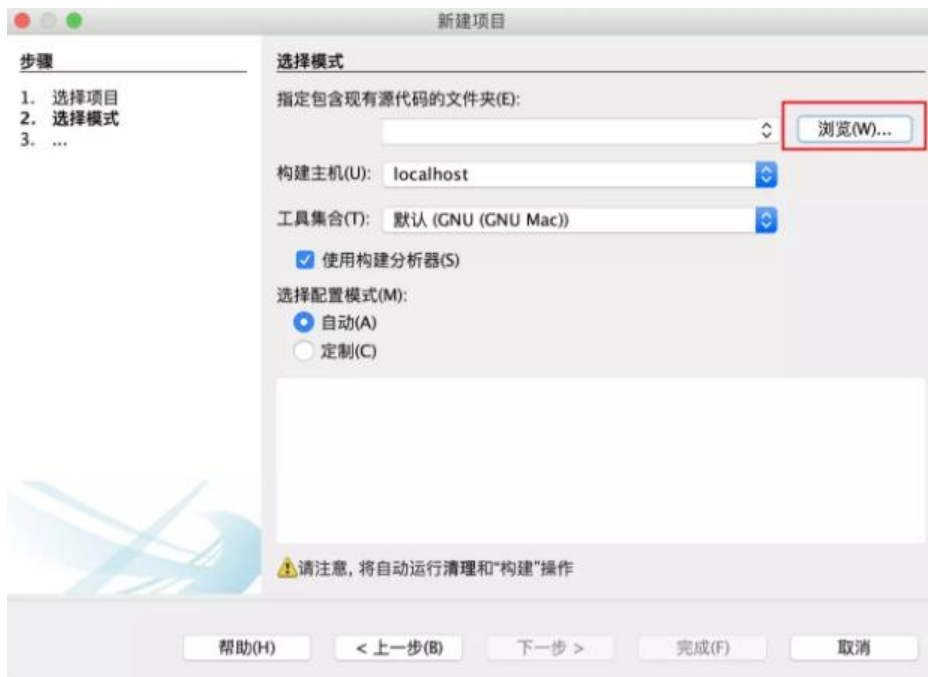 新建项目
步骤
1. 选择项目
2. 选择模式
3. ...
选择模式
指定包含现有源代码的文件夹(E):
浏览(W)...
构建主机(U): localhost
工具集合(T): 默认 (GNU (GNU Mac))
使用构建分析器(S)
选择配置模式(M):
自动(A)
定制(C)
请注意, 将自动运行清理和“构建”操作
帮助(H) < 上一步(B) 下一步 > 完成(F) 取消